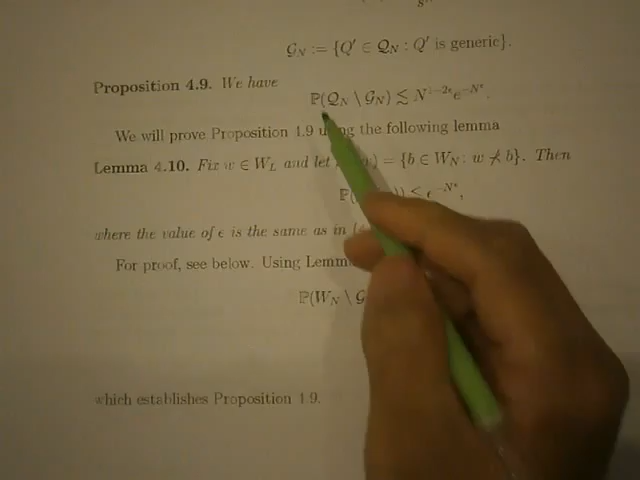 𝒢_N := {Q′ ∈ 𝒬_N : Q′ is generic}.
Proposition 4.9. We have
ℙ(𝒬_N \ 𝒢_N) ≲
We will prove Proposition 4.9 the following lemma
Lemma 4.10. Fix w ∈ W_L and let = {b ∈ W_N : w ⊀ b}. Then
where the value of ϵ is the same as in
For proof, see below. Using
ℙ(W_N \
which establishes Proposition 4.9.